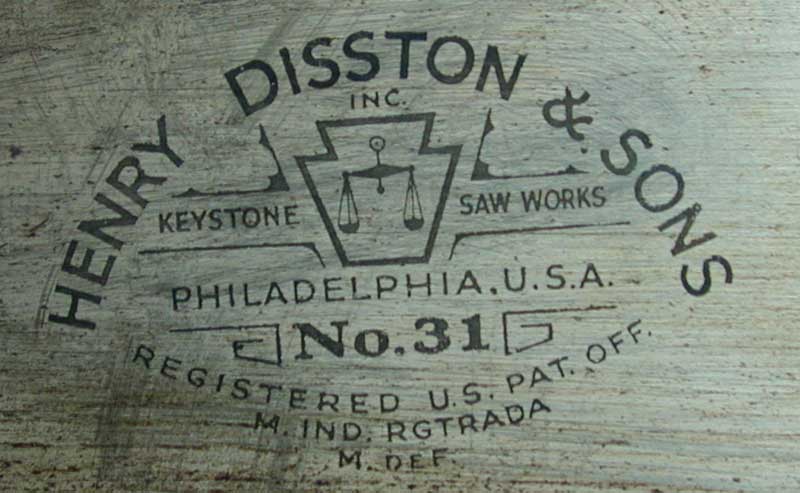 HENRY DISSTON & SONS
INC.
KEYSTONE SAW WORKS
PHILADELPHIA, U.S.A.
No. 31
REGISTERED U.S. PAT. OFF.
M. IND. RGTRADA
M. DEF.